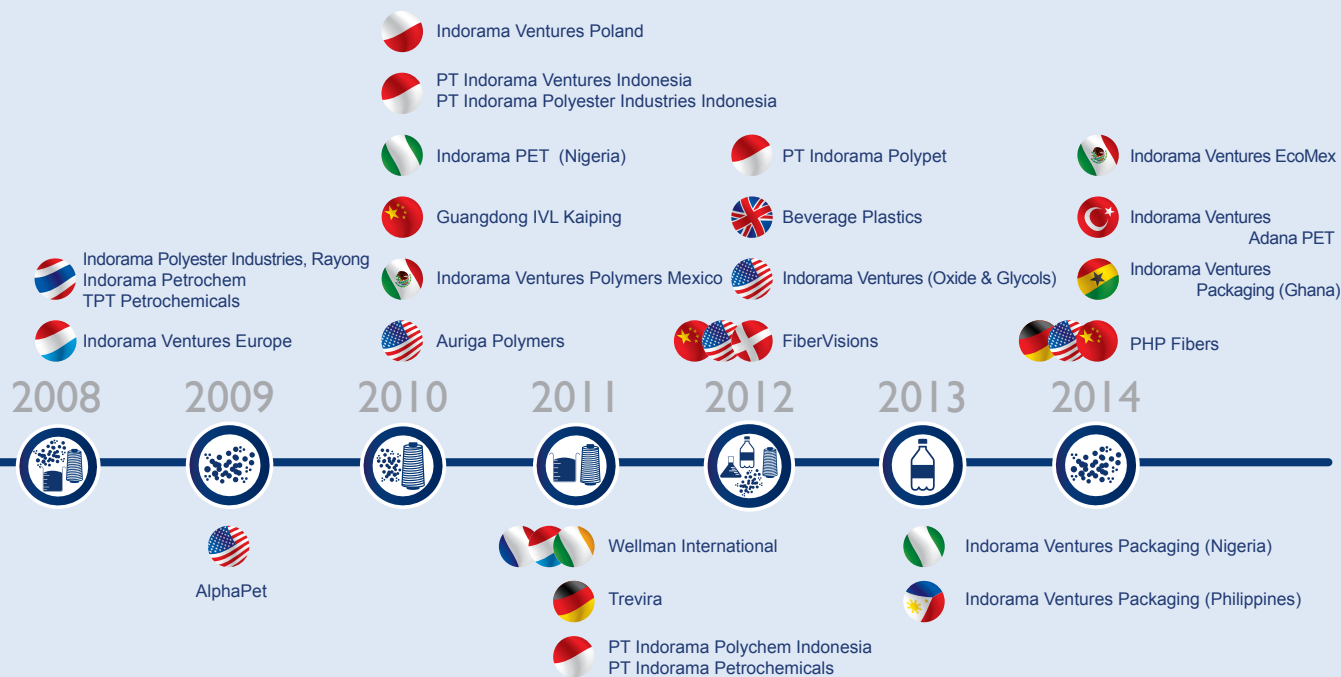 Indorama Ventures Poland
PT Indorama Ventures Indonesia
PT Indorama Polyester Industries Indonesia
Indorama PET (Nigeria)
PT Indorama Polypet
Indorama Ventures EcoMex
Guangdong IVL Kaiping
Beverage Plastics
Indorama Ventures
Adana PET
Indorama Polyester Industries, Rayong
Indorama Petrochem
TPT Petrochemicals
Indorama Ventures Polymers Mexico
Indorama Ventures (Oxide & Glycols)
Indorama Ventures
Packaging (Ghana)
Indorama Ventures Europe
Auriga Polymers
FiberVisions
PHP Fibers
2008
2009
2010
2011
2012
2013
2014
AlphaPet
Wellman International
Indorama Ventures Packaging (Nigeria)
Trevira
Indorama Ventures Packaging (Philippines)
PT Indorama Polychem Indonesia
PT Indorama Petrochemicals